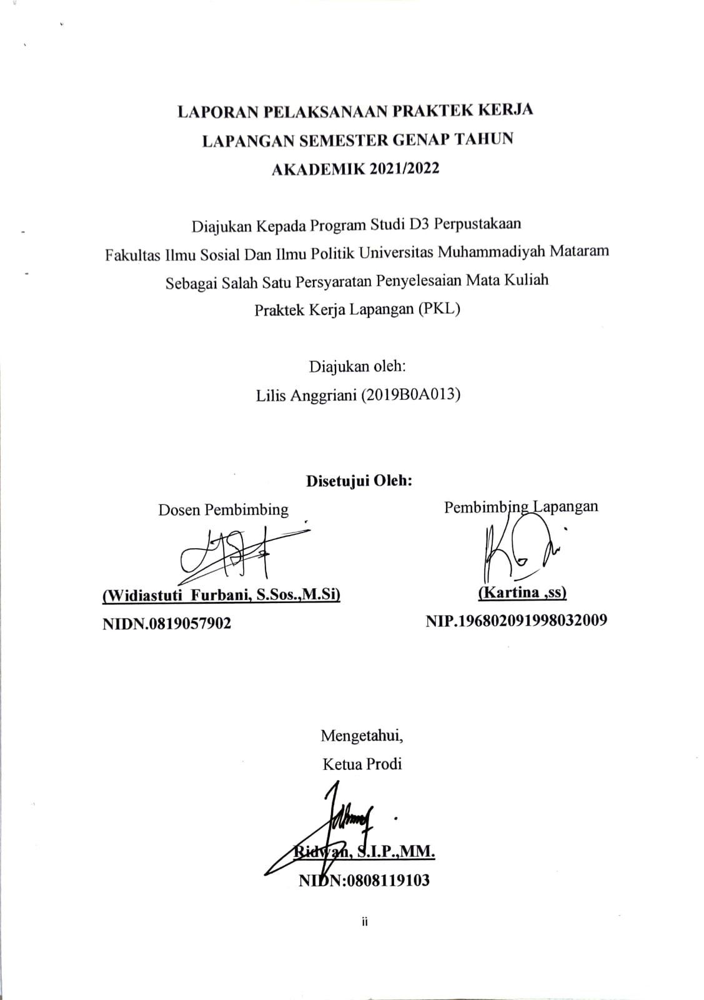 LAPORAN PELAKSANAAN PRAKTEK KERJA
LAPANGAN SEMESTER GENAP TAHUN
AKADEMIK 2021/2022
Diajukan Kepada Program Studi D3 Perpustakaan
Fakultas Ilmu Sosial Dan Ilmu Politik Universitas Muhammadiyah Mataram
Sebagai Salah Satu Persyaratan Penyelesaian Mata Kuliah
Praktek Kerja Lapangan (PKL)
Diajukan oleh:
Lilis Anggriani (2019B0A013)
Disetujui Oleh:
Dosen Pembimbing
(Widiastuti Furbani, S.Sos.,M.Si)
NIDN.0819057902
Pembimbing Lapangan
(Kartina ,ss)
NIP.196802091998032009
Mengetahui,
Ketua Prodi
Ridwan, S.I.P.,MM.
NIDN:0808119103
ii